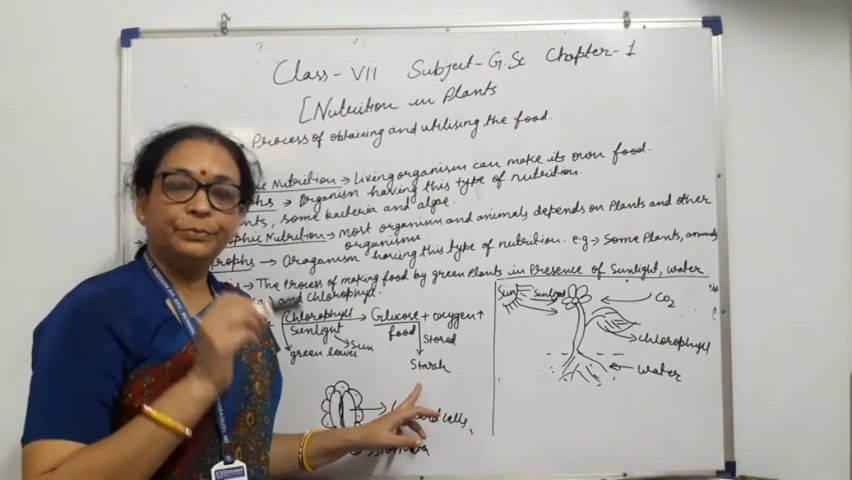 Class-VII Subject-G.Sc Chapter-1
[Nutrition in Plants
Process of obtaining and utilising the food.
Nutrition → Living organism can make its own food.
→ Organism having this type of nutrition.
some bacteria and algae.
Nutrition → Most organism and animals depends on Plants and other
organisms.
→ Oraganism having this type of nutrition. e.g → Some Plants, animals
→ The Process of making food by green Plants in Presence of Sunlight, water
and Chlorophyl.
Chlorophyll → Glucose + oxygen ↑
Sunlight food
→ Sun Stored
green leaves
Starch
cells
Sun Sunlight CO2
chlorophyll
water